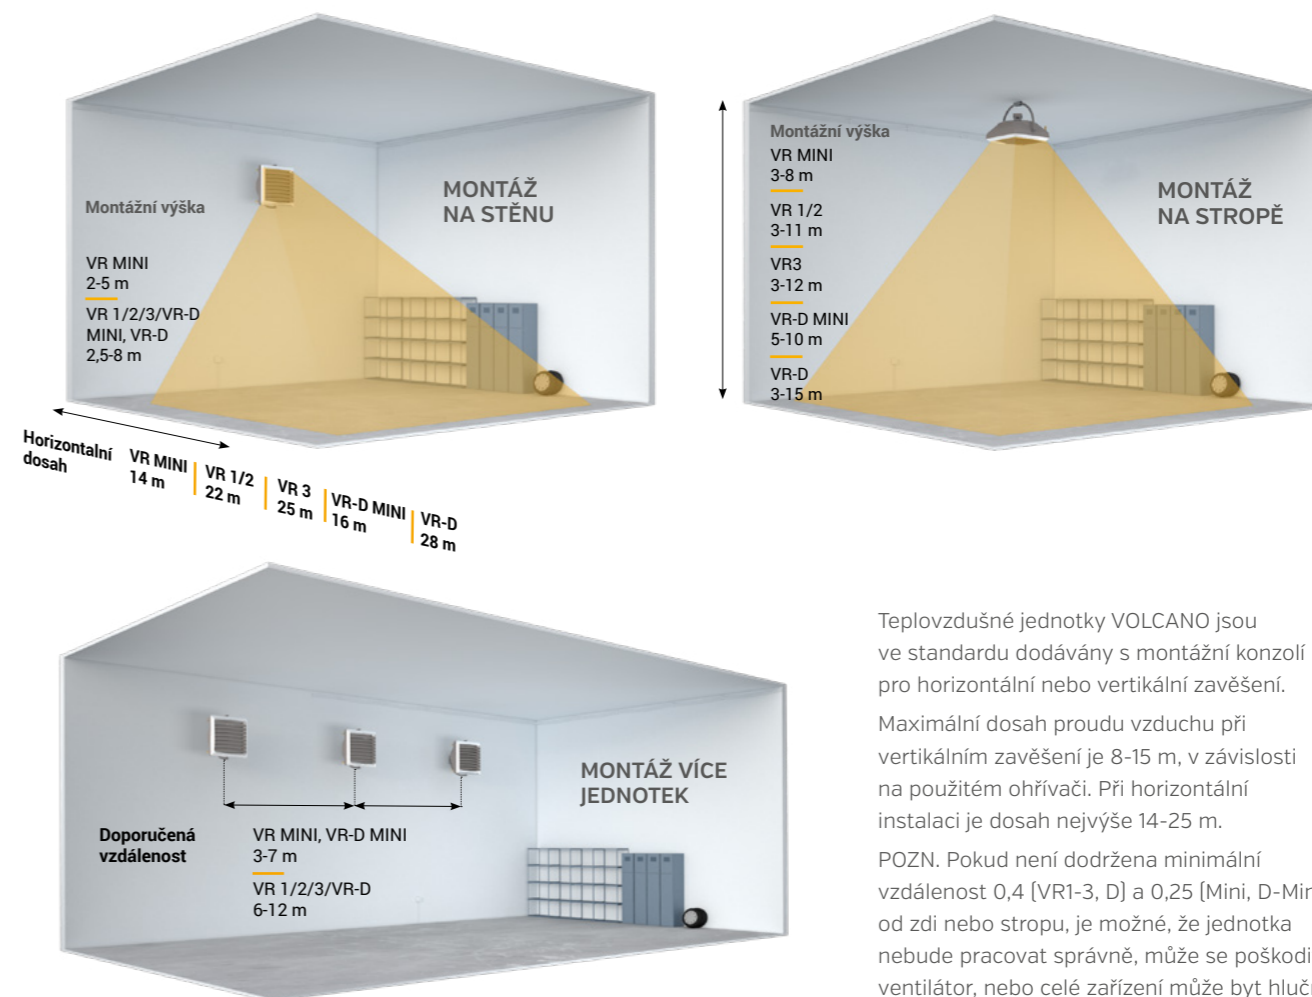 Montážní výška
VR MINI
2-5 m
VR 1/2/3/VR-D
MINI, VR-D
2,5-8 m
MONTÁŽ
NA STĚNU
Horizontalní
dosah
VR MINI
14 m
VR 1/2
22 m
VR 3
25 m
VR-D MINI
16 m
VR-D
28 m
Montážní výška
VR MINI
3-8 m
VR 1/2
3-11 m
VR3
3-12 m
VR-D MINI
5-10 m
VR-D
3-15 m
MONTÁŽ
NA STROPĚ
MONTÁŽ VÍCE
JEDNOTEK
Doporučená
vzdálenost
VR MINI, VR-D MINI
3-7 m
VR 1/2/3/VR-D
6-12 m
Teplovzdušné jednotky VOLCANO jsou
ve standardu dodávány s montážní konzolí
pro horizontální nebo vertikální zavěšení.
Maximální dosah proudu vzduchu při
vertikálním zavěšení je 8-15 m, v závislosti
na použitém ohřívači. Při horizontální
instalaci je dosah nejvýše 14-25 m.
POZN. Pokud není dodržena minimální
vzdálenost 0,4 (VR1-3, D) a 0,25 (Mini,
od zdi nebo stropu, je možné, že jednotka
nebude pracovat správně, může se
ventilátor, nebo celé zařízení může byt